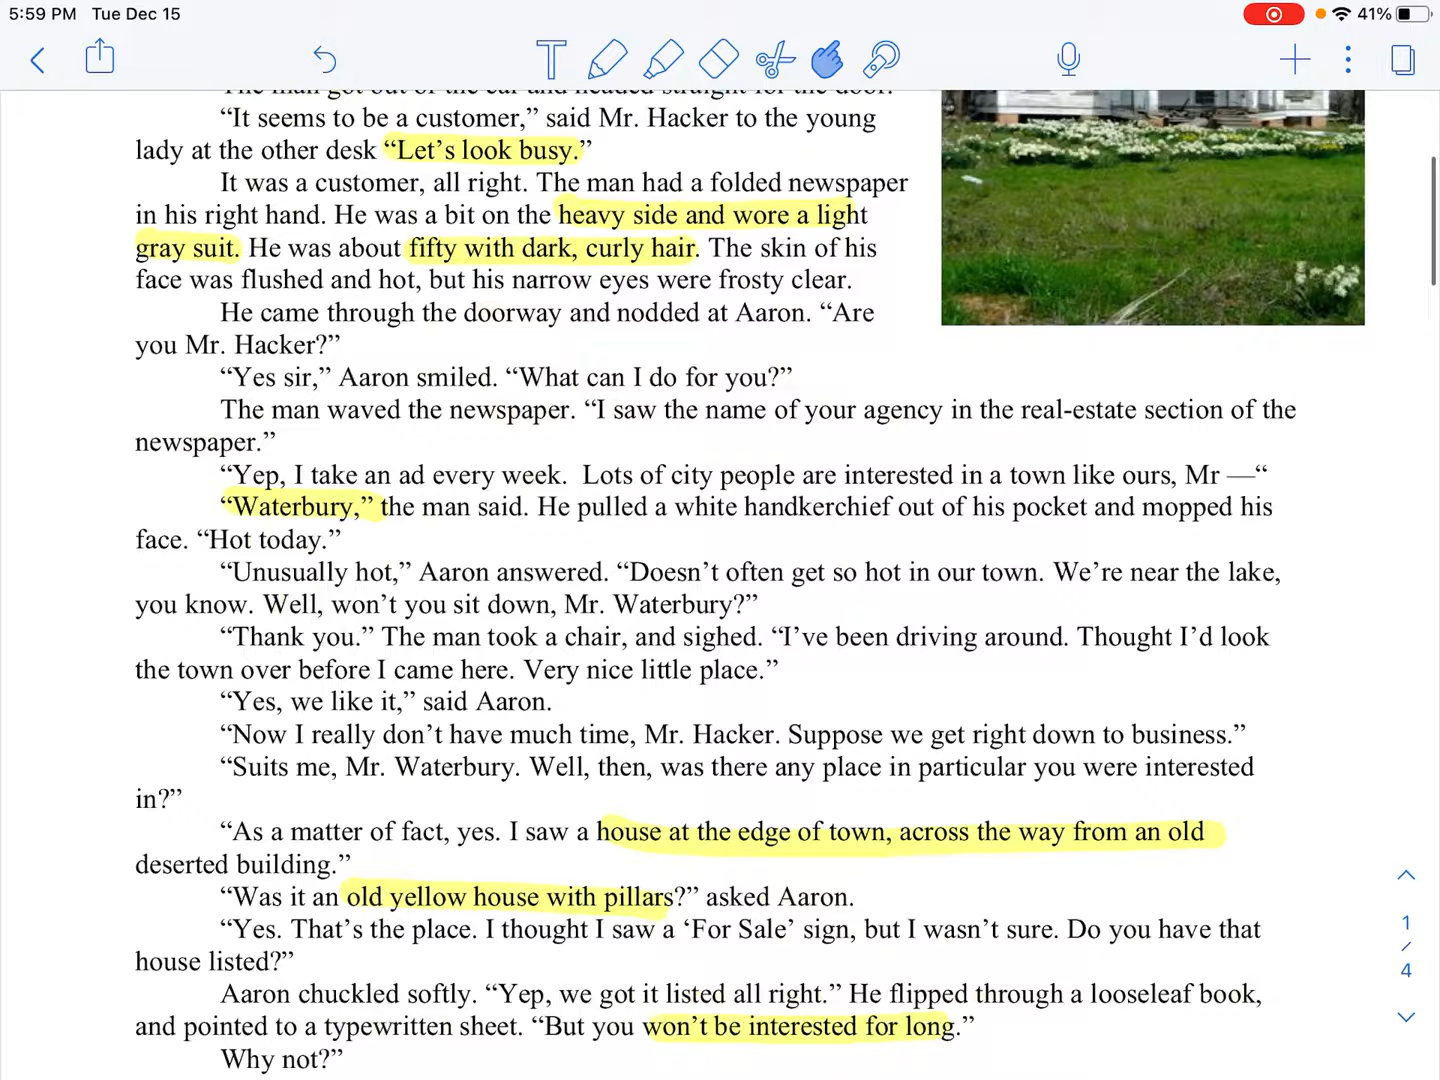 5:59 PM Tue Dec 15
41%
The man got out of the car and headed straight for the door.
“It seems to be a customer,” said Mr. Hacker to the young
lady at the other desk “Let’s look busy.”
It was a customer, all right. The man had a folded newspaper
in his right hand. He was a bit on the heavy side and wore a light
gray suit. He was about fifty with dark, curly hair. The skin of his
face was flushed and hot, but his narrow eyes were frosty clear.
He came through the doorway and nodded at Aaron. “Are
you Mr. Hacker?”
“Yes sir,” Aaron smiled. “What can I do for you?”
The man waved the newspaper. “I saw the name of your agency in the real-estate section of the
newspaper.”
“Yep, I take an ad every week.  Lots of city people are interested in a town like ours, Mr —“
“Waterbury,” the man said. He pulled a white handkerchief out of his pocket and mopped his
face. “Hot today.”
“Unusually hot,” Aaron answered. “Doesn’t often get so hot in our town. We’re near the lake,
you know. Well, won’t you sit down, Mr. Waterbury?”
“Thank you.” The man took a chair, and sighed. “I’ve been driving around. Thought I’d look
the town over before I came here. Very nice little place.”
“Yes, we like it,” said Aaron.
“Now I really don’t have much time, Mr. Hacker. Suppose we get right down to business.”
“Suits me, Mr. Waterbury. Well, then, was there any place in particular you were interested
in?”
“As a matter of fact, yes. I saw a house at the edge of town, across the way from an old
deserted building.”
“Was it an old yellow house with pillars?” asked Aaron.
“Yes. That’s the place. I thought I saw a ‘For Sale’ sign, but I wasn’t sure. Do you have that
house listed?”
Aaron chuckled softly. “Yep, we got it listed all right.” He flipped through a looseleaf book,
and pointed to a typewritten sheet. “But you won’t be interested for long.”
Why not?”
1
/
4